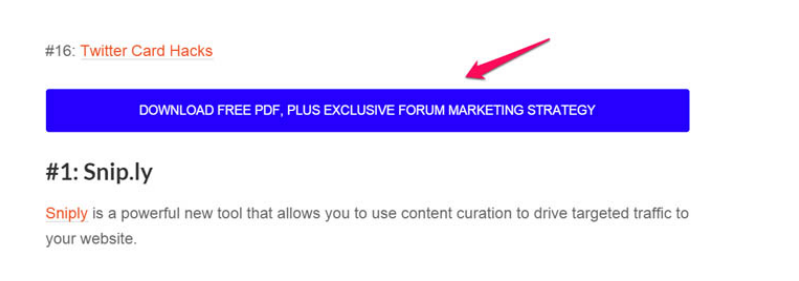 #16: Twitter Card Hacks
DOWNLOAD FREE PDF, PLUS EXCLUSIVE FORUM MARKETING STRATEGY
#1: Snip.ly
Sniply is a powerful new tool that allows you to use content curation to drive targeted traffic to
your website.